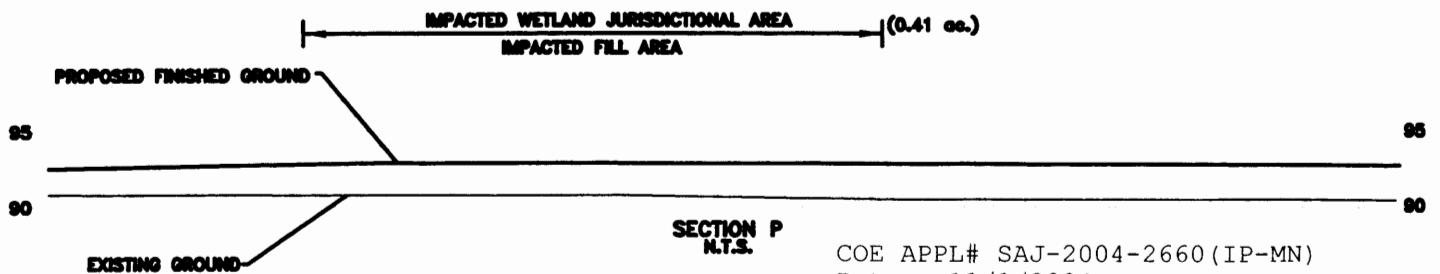 IMPACTED WETLAND JURISDICTIONAL AREA
(0.41 ac.)
IMPACTED FILL AREA
PROPOSED FINISHED GROUND
95 95
90 90
SECTION P
N.T.S.
EXISTING GROUND
COE APPL# SAJ-2004-2660(IP-MN)